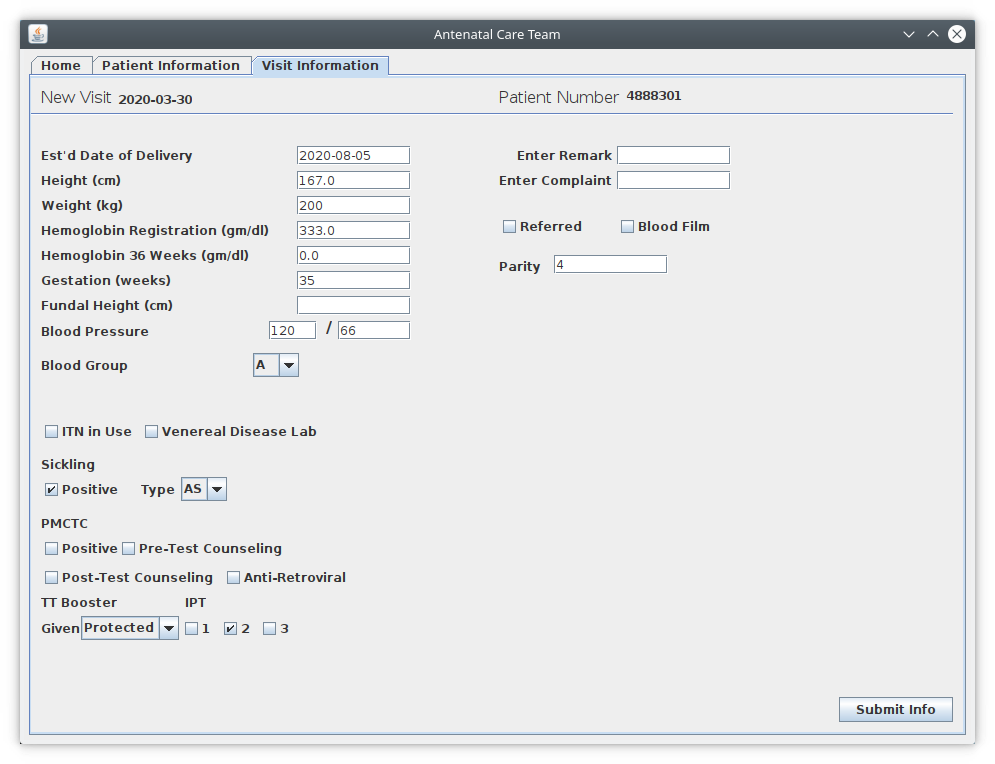 Antenatal Care Team
Home Patient Information Visit Information
New Visit 2020-03-30 Patient Number 4888301
Est'd Date of Delivery 2020-08-05 Enter Remark
Height (cm) 167.0 Enter Complaint
Weight (kg) 200
Referred Blood Film
Hemoglobin Registration (gm/dl) 333.0
Hemoglobin 36 Weeks (gm/dl) 0.0
Parity 4
Gestation (weeks) 35
Fundal Height (cm)
Blood Pressure 120 / 66
Blood Group A
ITN in Use Venereal Disease Lab
Sickling
Positive Type AS
PMCTC
Positive Pre-Test Counseling
Post-Test Counseling Anti-Retroviral
TT Booster IPT
Given Protected 1 2 3
Submit Info